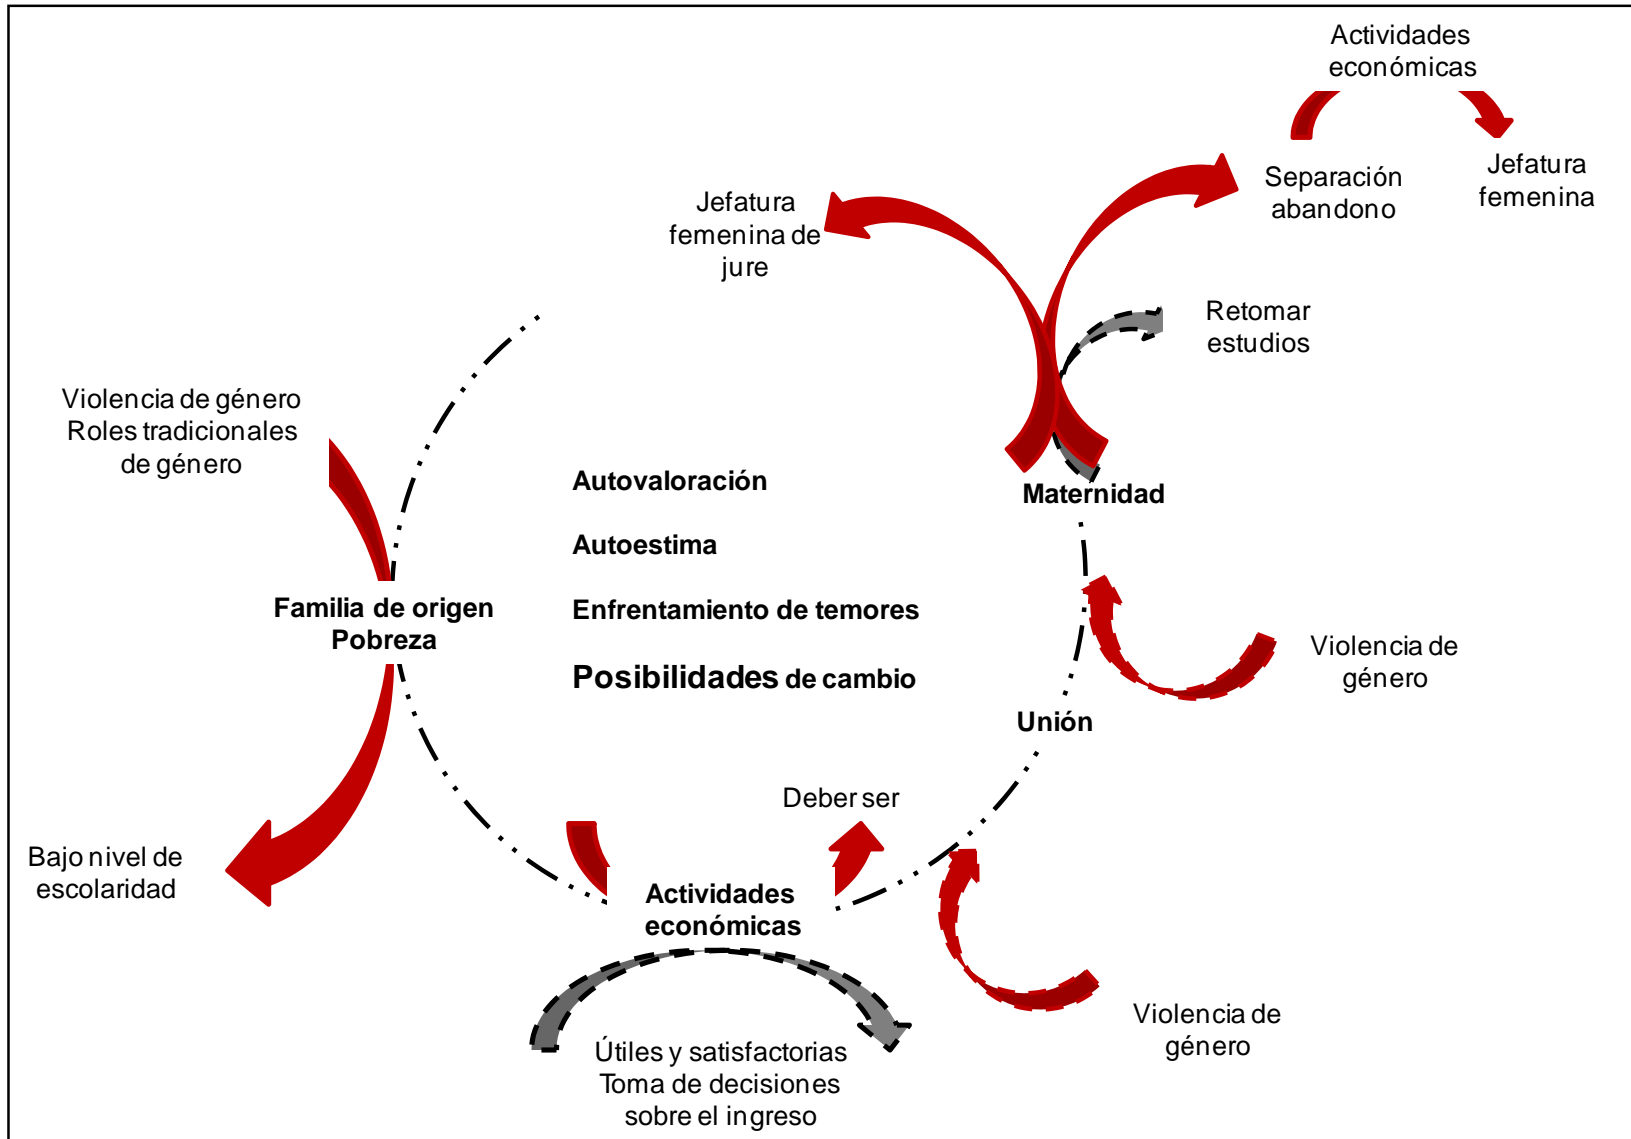 Actividades
económicas
Separación
abandono
Jefatura
femenina
Jefatura
femenina de
jure
Retomar
estudios
Violencia de género
Roles tradicionales
de género
Autovaloración
Maternidad
Autoestima
Familia de origen
Pobreza
Enfrentamiento de temores
Posibilidades de cambio
Violencia de
género
Unión
Deber ser
Bajo nivel de
escolaridad
Actividades
económicas
Violencia de
género
Útiles y satisfactorias
Toma de decisiones
sobre el ingreso